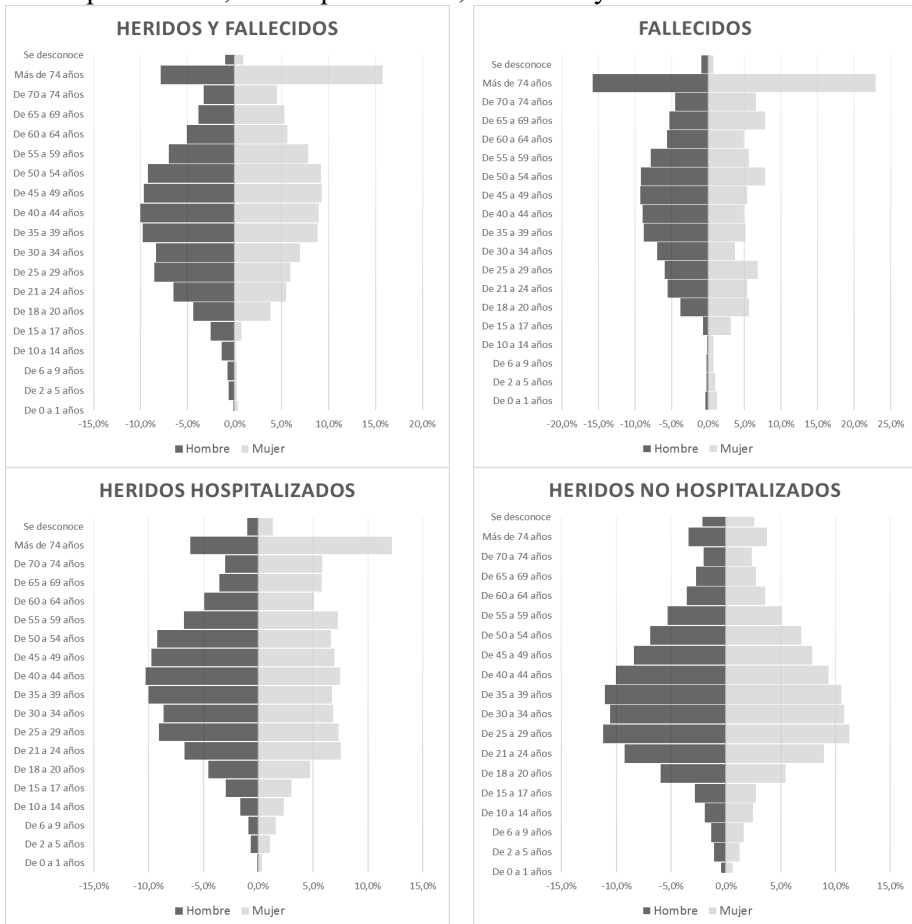 HERIDOS Y FALLECIDOS
Se desconoce
Más de 74 años
De 70 a 74 años
De 65 a 69 años
De 60 a 64 años
De 55 a 59 años
De 50 a 54 años
De 45 a 49 años
De 40 a 44 años
De 35 a 39 años
De 30 a 34 años
De 25 a 29 años
De 21 a 24 años
De 18 a 20 años
De 15 a 17 años
De 10 a 14 años
De 6 a 9 años
De 2 a 5 años
De 0 a 1 años
-15,0% -10,0% -5,0% 0,0% 5,0% 10,0% 15,0% 20,0%
Hombre Mujer
FALLECIDOS
Se desconoce
Más de 74 años
De 70 a 74 años
De 65 a 69 años
De 60 a 64 años
De 55 a 59 años
De 50 a 54 años
De 45 a 49 años
De 40 a 44 años
De 35 a 39 años
De 30 a 34 años
De 25 a 29 años
De 21 a 24 años
De 18 a 20 años
De 15 a 17 años
De 10 a 14 años
De 6 a 9 años
De 2 a 5 años
De 0 a 1 años
-20,0% -15,0% -10,0% -5,0% 0,0% 5,0% 10,0% 15,0% 20,0% 25,0%
Hombre Mujer
HERIDOS HOSPITALIZADOS
Se desconoce
Más de 74 años
De 70 a 74 años
De 65 a 69 años
De 60 a 64 años
De 55 a 59 años
De 50 a 54 años
De 45 a 49 años
De 40 a 44 años
De 35 a 39 años
De 30 a 34 años
De 25 a 29 años
De 21 a 24 años
De 18 a 20 años
De 15 a 17 años
De 10 a 14 años
De 6 a 9 años
De 2 a 5 años
De 0 a 1 años
-15,0% -10,0% -5,0% 0,0% 5,0% 10,0% 15,0%
Hombre Mujer
HERIDOS NO HOSPITALIZADOS
Se desconoce
Más de 74 años
De 70 a 74 años
De 65 a 69 años
De 60 a 64 años
De 55 a 59 años
De 50 a 54 años
De 45 a 49 años
De 40 a 44 años
De 35 a 39 años
De 30 a 34 años
De 25 a 29 años
De 21 a 24 años
De 18 a 20 años
De 15 a 17 años
De 10 a 14 años
De 6 a 9 años
De 2 a 5 años
De 0 a 1 años
-15,0% -10,0% -5,0% 0,0% 5,0% 10,0% 15,0%
Hombre Mujer